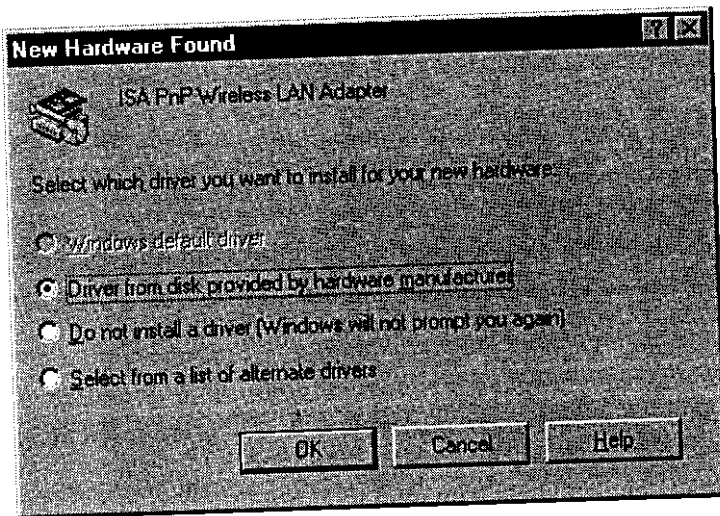 New Hardware Found
ISA PnP Wireless LAN Adapter
Select which driver you want to install for your new hardware:
Windows default driver
Driver from disk provided by hardware manufacturer
Do not install a driver (Windows will not prompt you again)
Select from a list of alternate drivers
OK Cancel Help